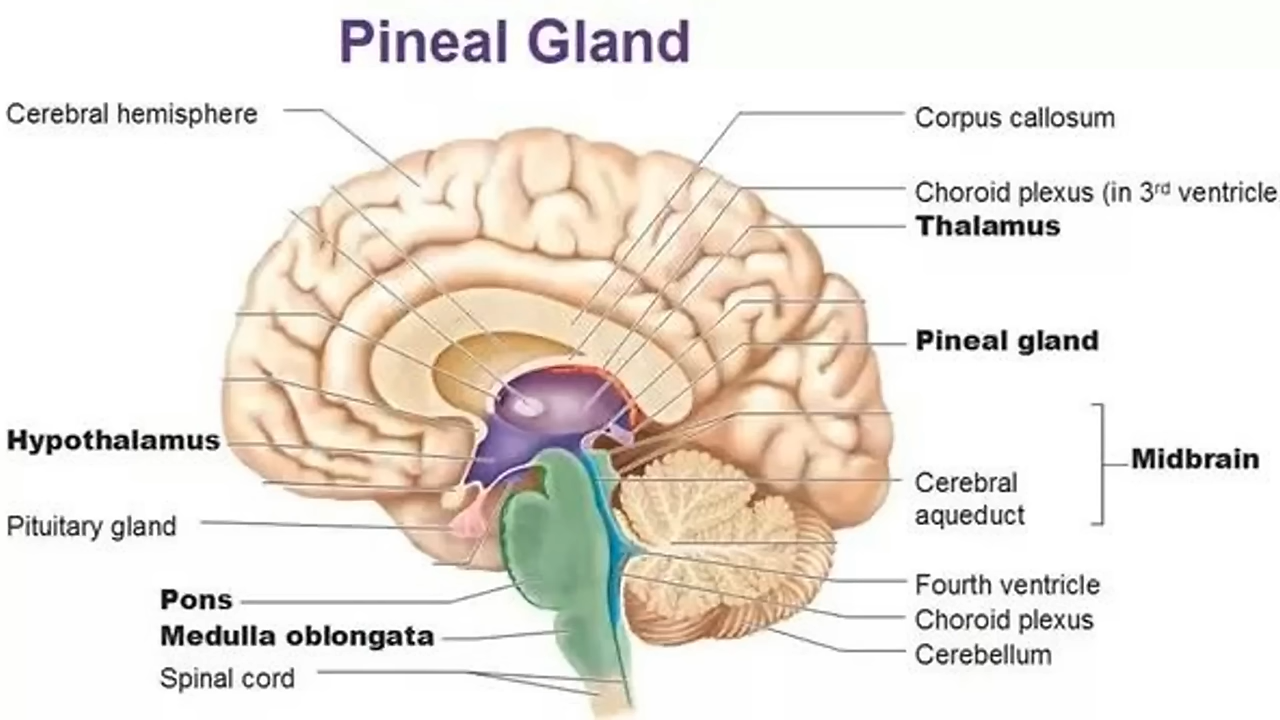 Pineal Gland
Cerebral hemisphere
Hypothalamus
Pituitary gland
Pons
Medulla oblongata
Spinal cord
Corpus callosum
Choroid plexus (in 3rd ventricle
Thalamus
Pineal gland
Midbrain
Cerebral
aqueduct
Fourth ventricle
Choroid plexus
Cerebellum